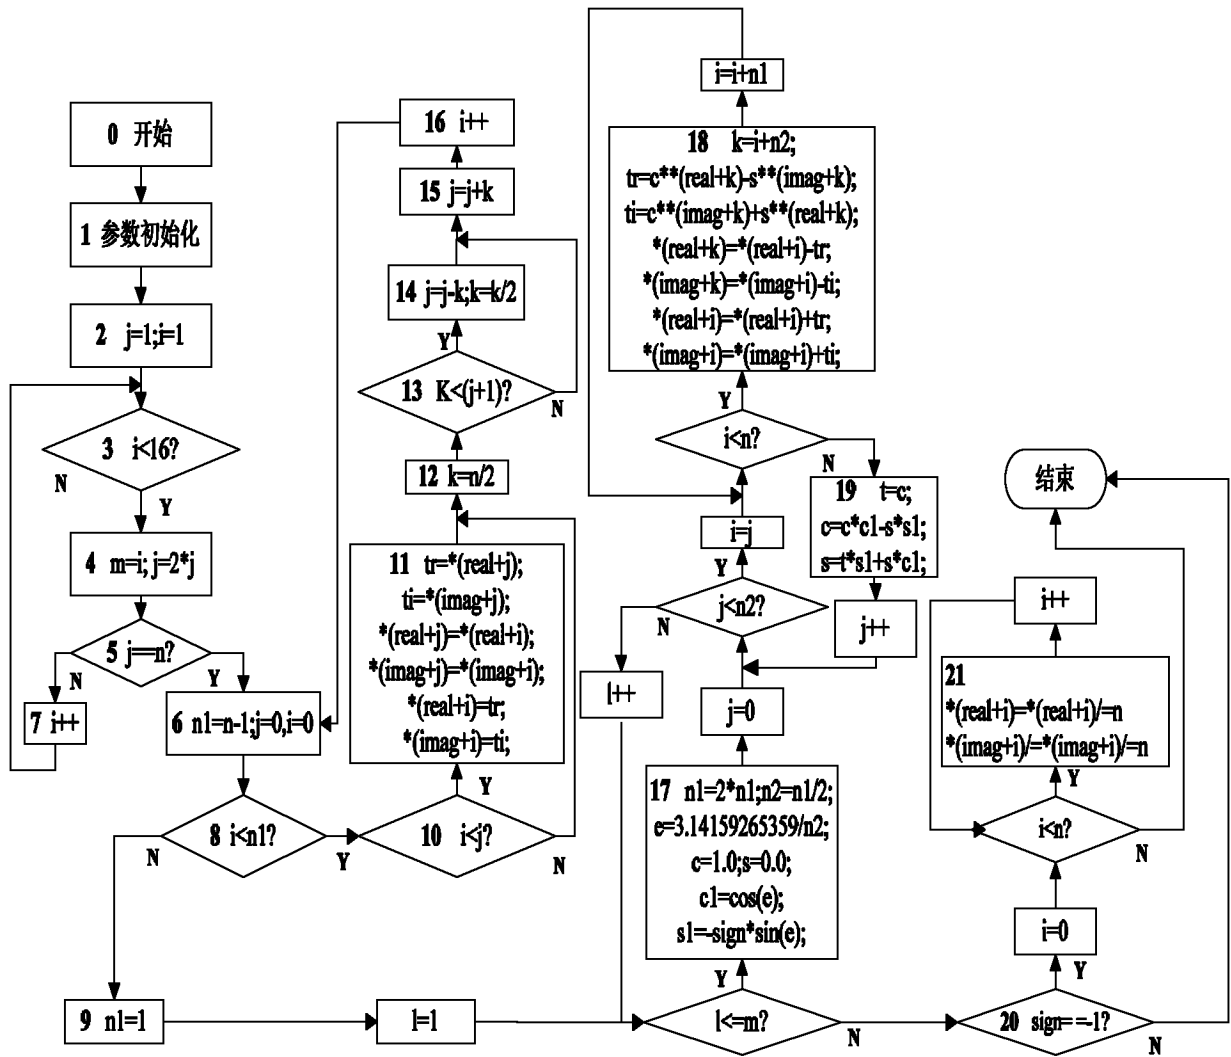 0 开始
1 参数初始化
2 j=1;i=1
3 i<16?
N
Y
4 m=i; j=2*j
5 j==n?
N
Y
7 i++
6 n1=n-1;j=0,i=0
8 i<n1?
N
Y
9 n1=1
16 i++
15 j=j+k
14 j=j-k;k=k/2
Y
13 K<(j+1)?
N
12 k=n/2
11 tr=*(real+j);
ti=*(imag+j);
*(real+j)=*(real+i);
*(imag+j)=*(imag+i);
*(real+i)=tr;
*(imag+i)=ti;
Y
10 i<j?
N
l=1
i=i+n1
18 k=i+n2;
tr=c**(real+k)-s**(imag+k);
ti=c**(imag+k)+s**(real+k);
*(real+k)=*(real+i)-tr;
*(imag+k)=*(imag+i)-ti;
*(real+i)=*(real+i)+tr;
*(imag+i)=*(imag+i)+ti;
Y
i<n?
N
19 t=c;
c=c*c1-s*s1;
s=t*s1+s*c1;
i=j
Y
j<n2?
N
j++
l++
j=0
17 n1=2*n1;n2=n1/2;
e=3.14159265359/n2;
c=1.0;s=0.0;
c1=cos(e);
s1=-sign*sin(e);
Y
l<=m?
N
结束
i++
21
*(real+i)=*(real+i)/=n
*(imag+i)/=*(imag+i)/=n
Y
i<n?
N
i=0
Y
20 sign==-1?
N